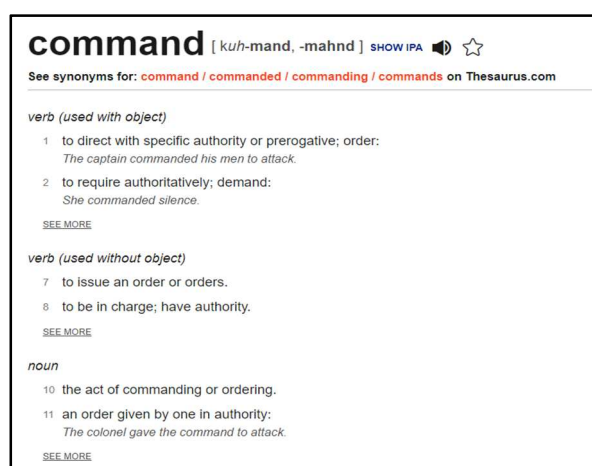 command [ kuh-mand, -mahnd ] SHOW IPA
See synonyms for: command / commanded / commanding / commands on Thesaurus.com
verb (used with object)
1 to direct with specific authority or prerogative; order:
The captain commanded his men to attack.
2 to require authoritatively; demand:
She commanded silence.
SEE MORE
verb (used without object)
7 to issue an order or orders.
8 to be in charge; have authority.
SEE MORE
noun
10 the act of commanding or ordering.
11 an order given by one in authority:
The colonel gave the command to attack.
SEE MORE